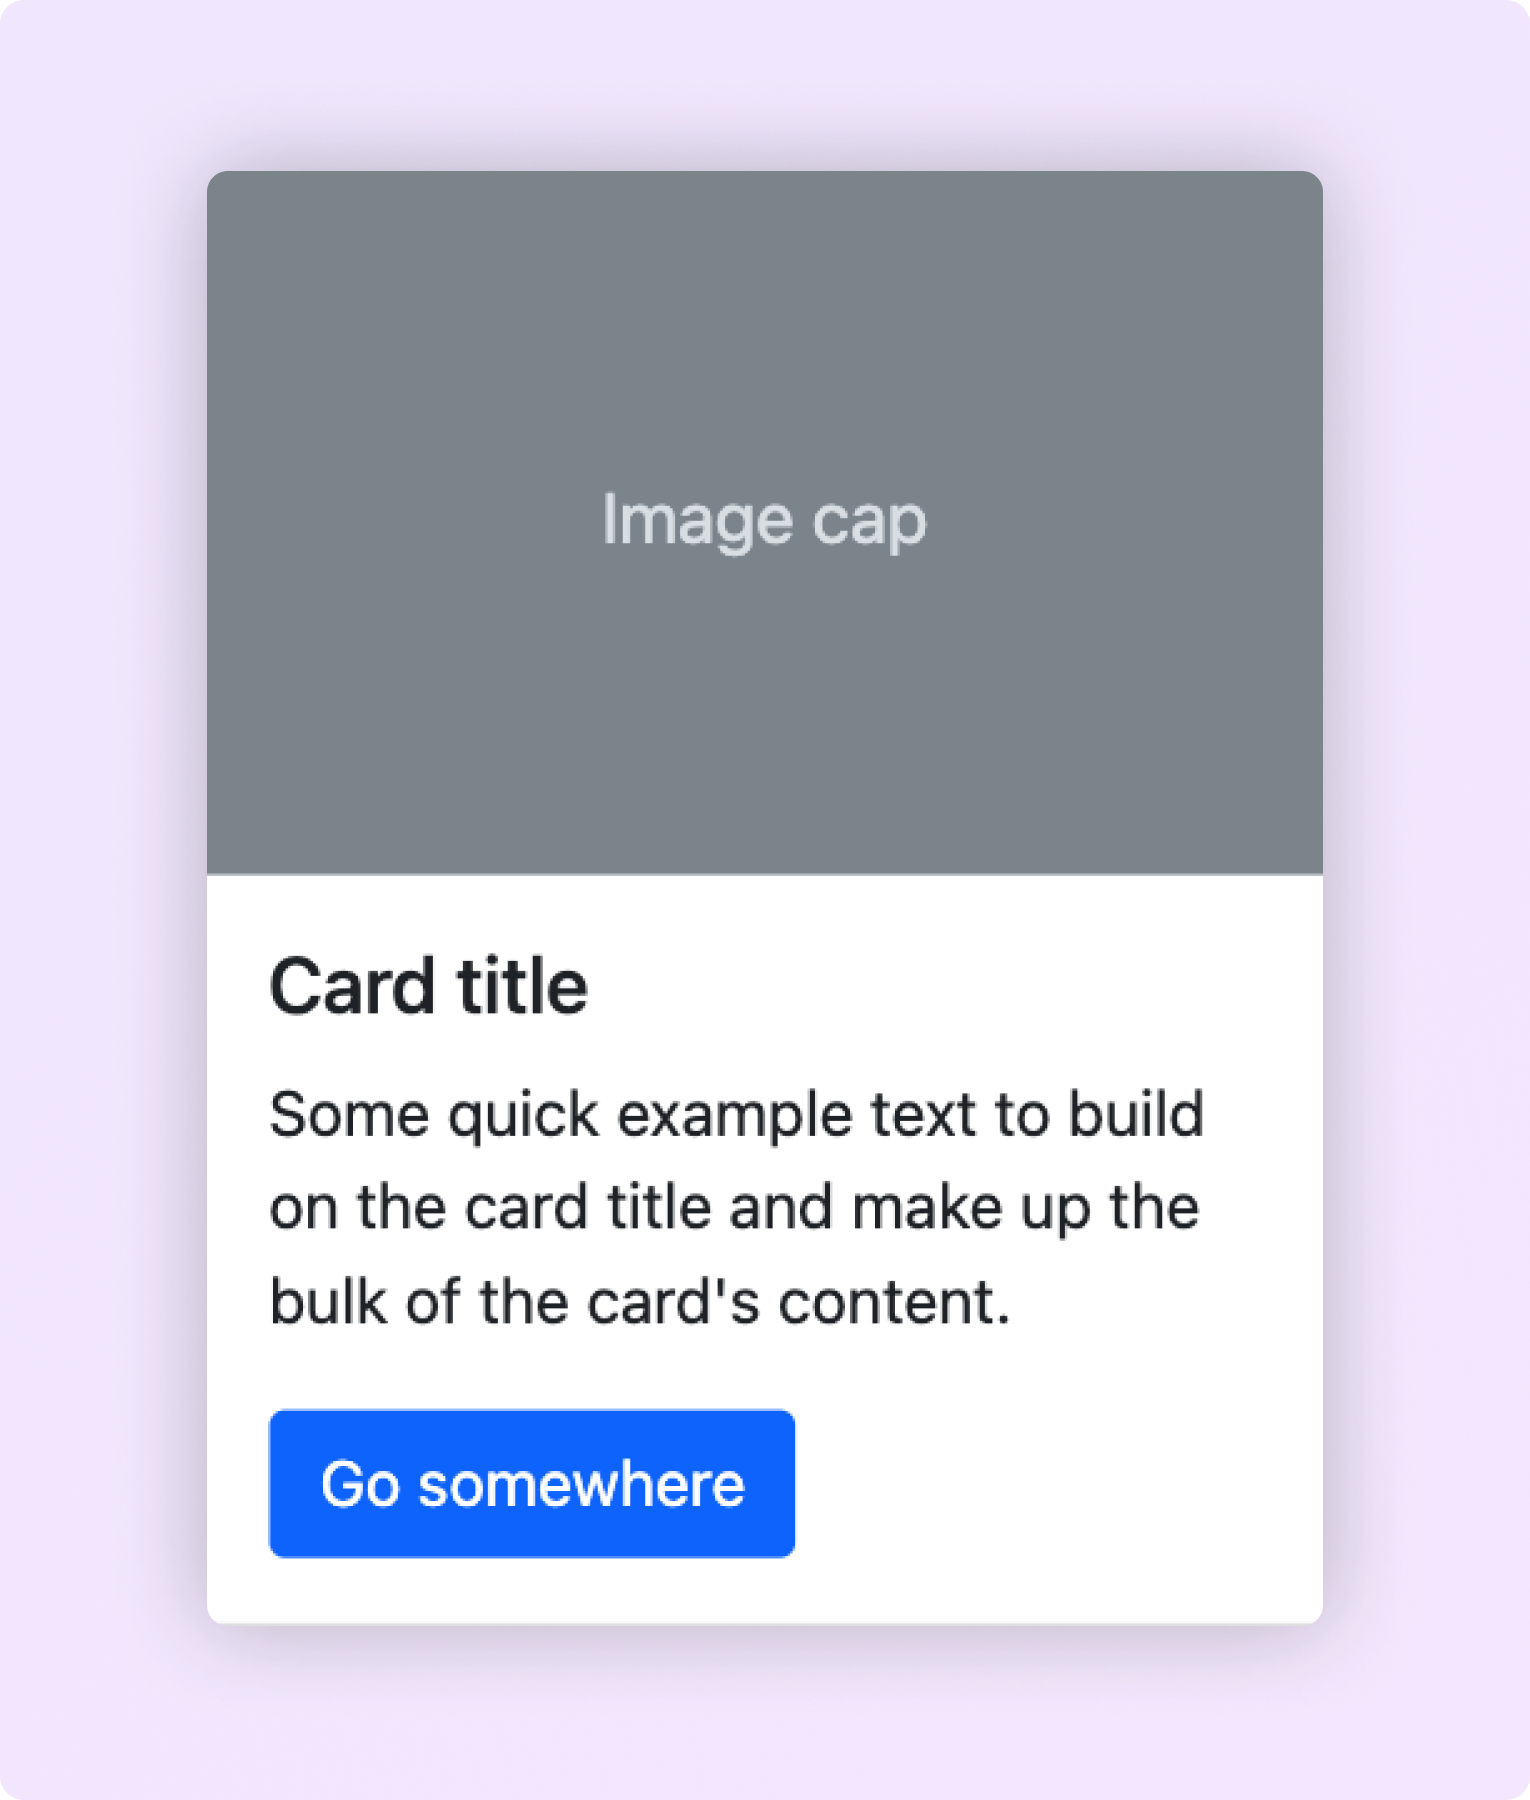 Image cap
Card title
Some quick example text to build
on the card title and make up the
bulk of the card's content.
Go somewhere